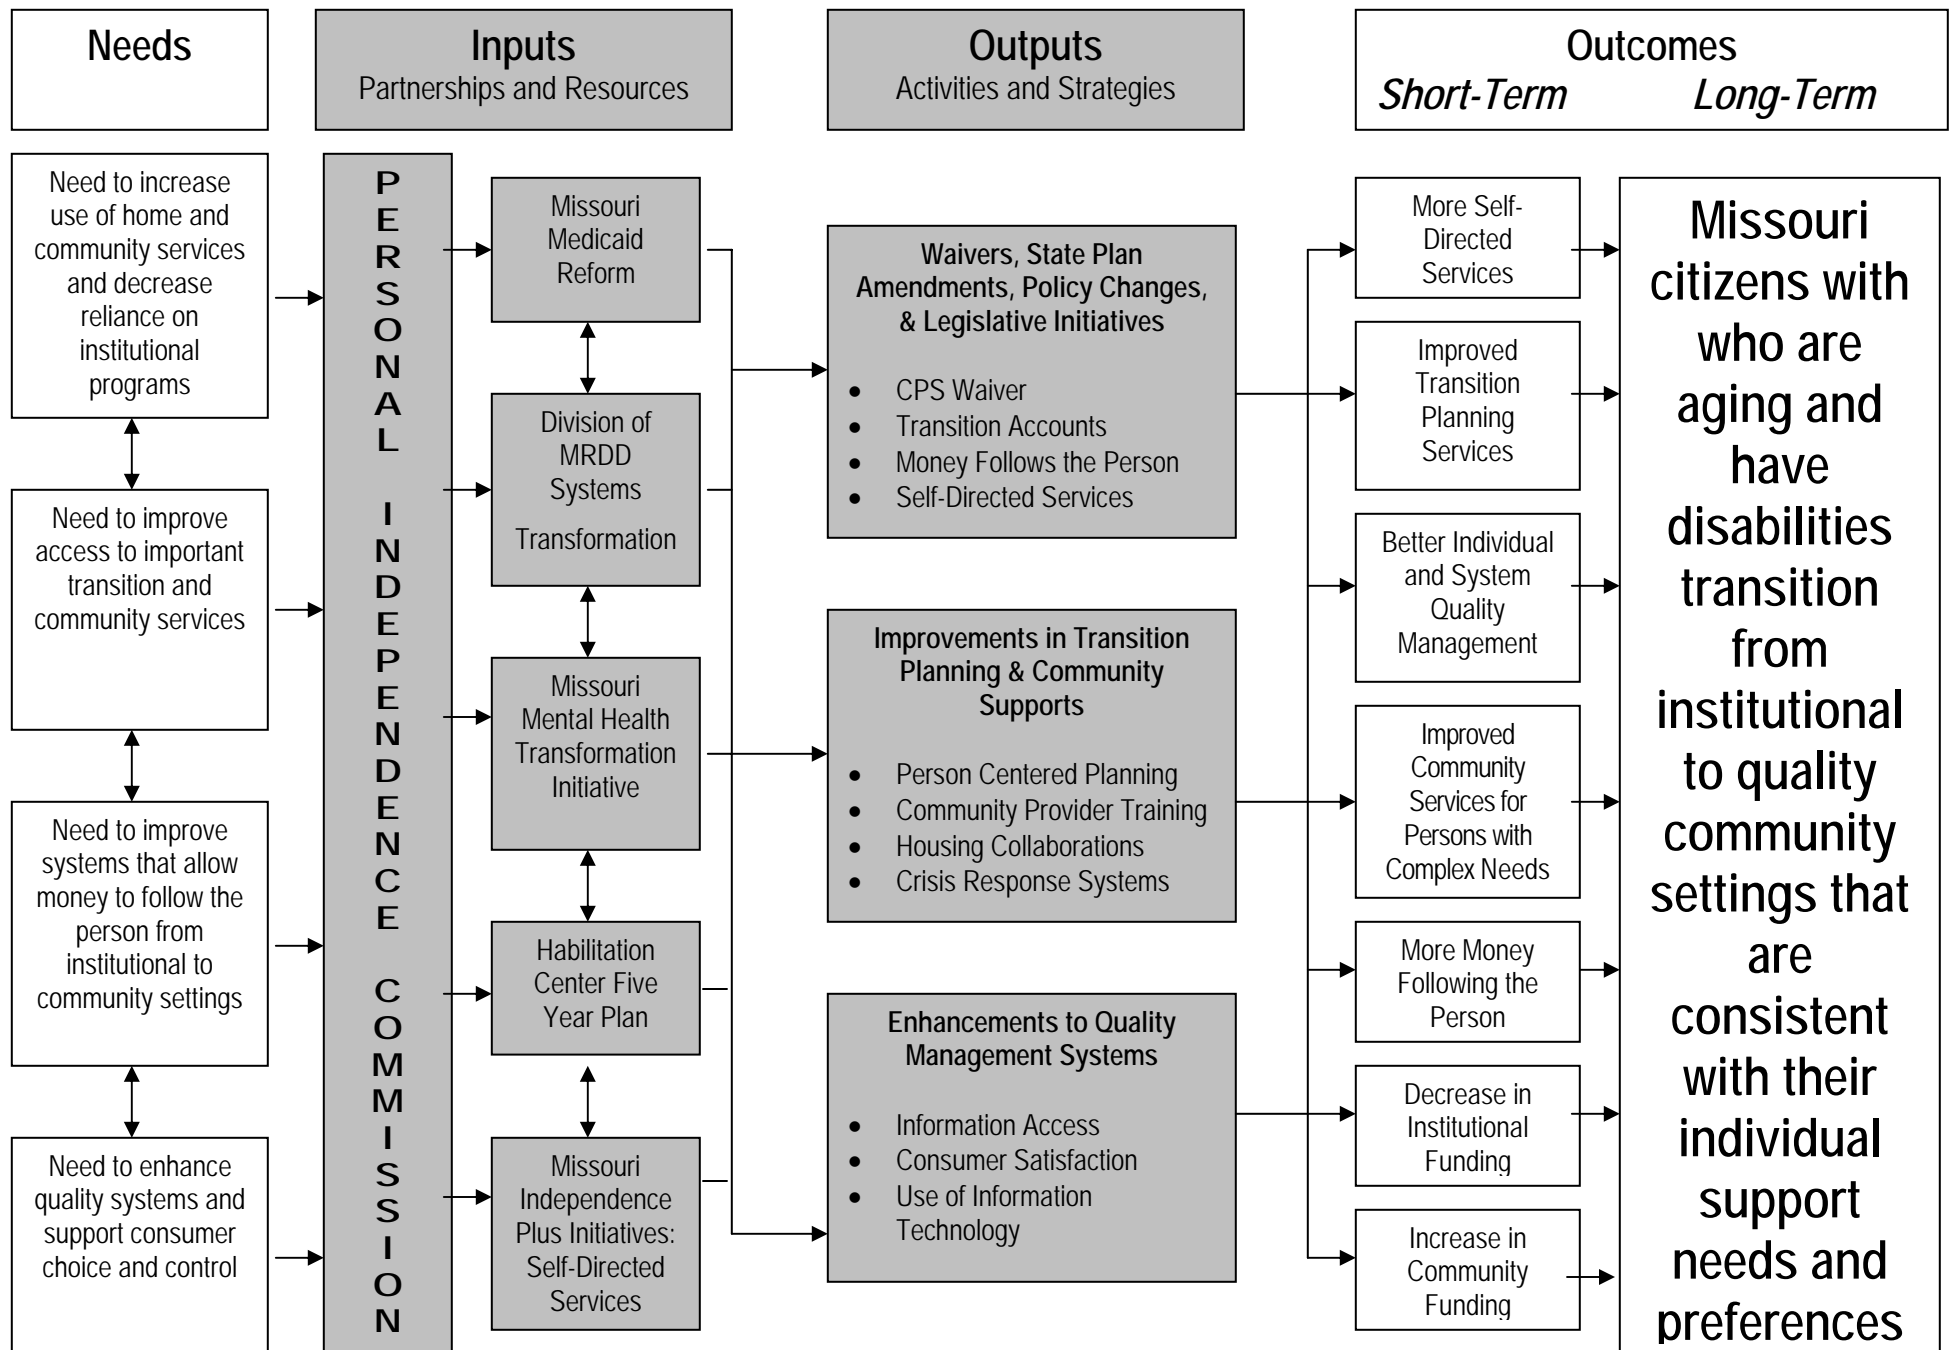 Needs
Inputs
Partnerships and Resources
Outputs
Activities and Strategies
Outcomes
Short-Term Long-Term
Need to increase
use of home and
community services
and decrease
reliance on
institutional
programs
Need to improve
access to important
transition and
community services
Need to improve
systems that allow
money to follow the
person from
institutional to
community settings
Need to enhance
quality systems and
support consumer
choice and control
PERSONAL INDEPENDENCE COMMISSION
Missouri
Medicaid
Reform
Division of
MRDD
Systems
Transformation
Missouri
Mental Health
Transformation
Initiative
Habilitation
Center Five
Year Plan
Missouri
Independence
Plus Initiatives:
Self-Directed
Services
Waivers, State Plan
Amendments, Policy Changes,
& Legislative Initiatives
• CPS Waiver
• Transition Accounts
• Money Follows the Person
• Self-Directed Services
Improvements in Transition
Planning & Community
Supports
• Person Centered Planning
• Community Provider Training
• Housing Collaborations
• Crisis Response Systems
Enhancements to Quality
Management Systems
• Information Access
• Consumer Satisfaction
• Use of Information
Technology
More Self-
Directed
Services
Improved
Transition
Planning
Services
Better Individual
and System
Quality
Management
Improved
Community
Services for
Persons with
Complex Needs
More Money
Following the
Person
Decrease in
Institutional
Funding
Increase in
Community
Funding
Missouri
citizens with
who are
aging and
have
disabilities
transition
from
institutional
to quality
community
settings that
are
consistent
with their
individual
support
needs and
preferences